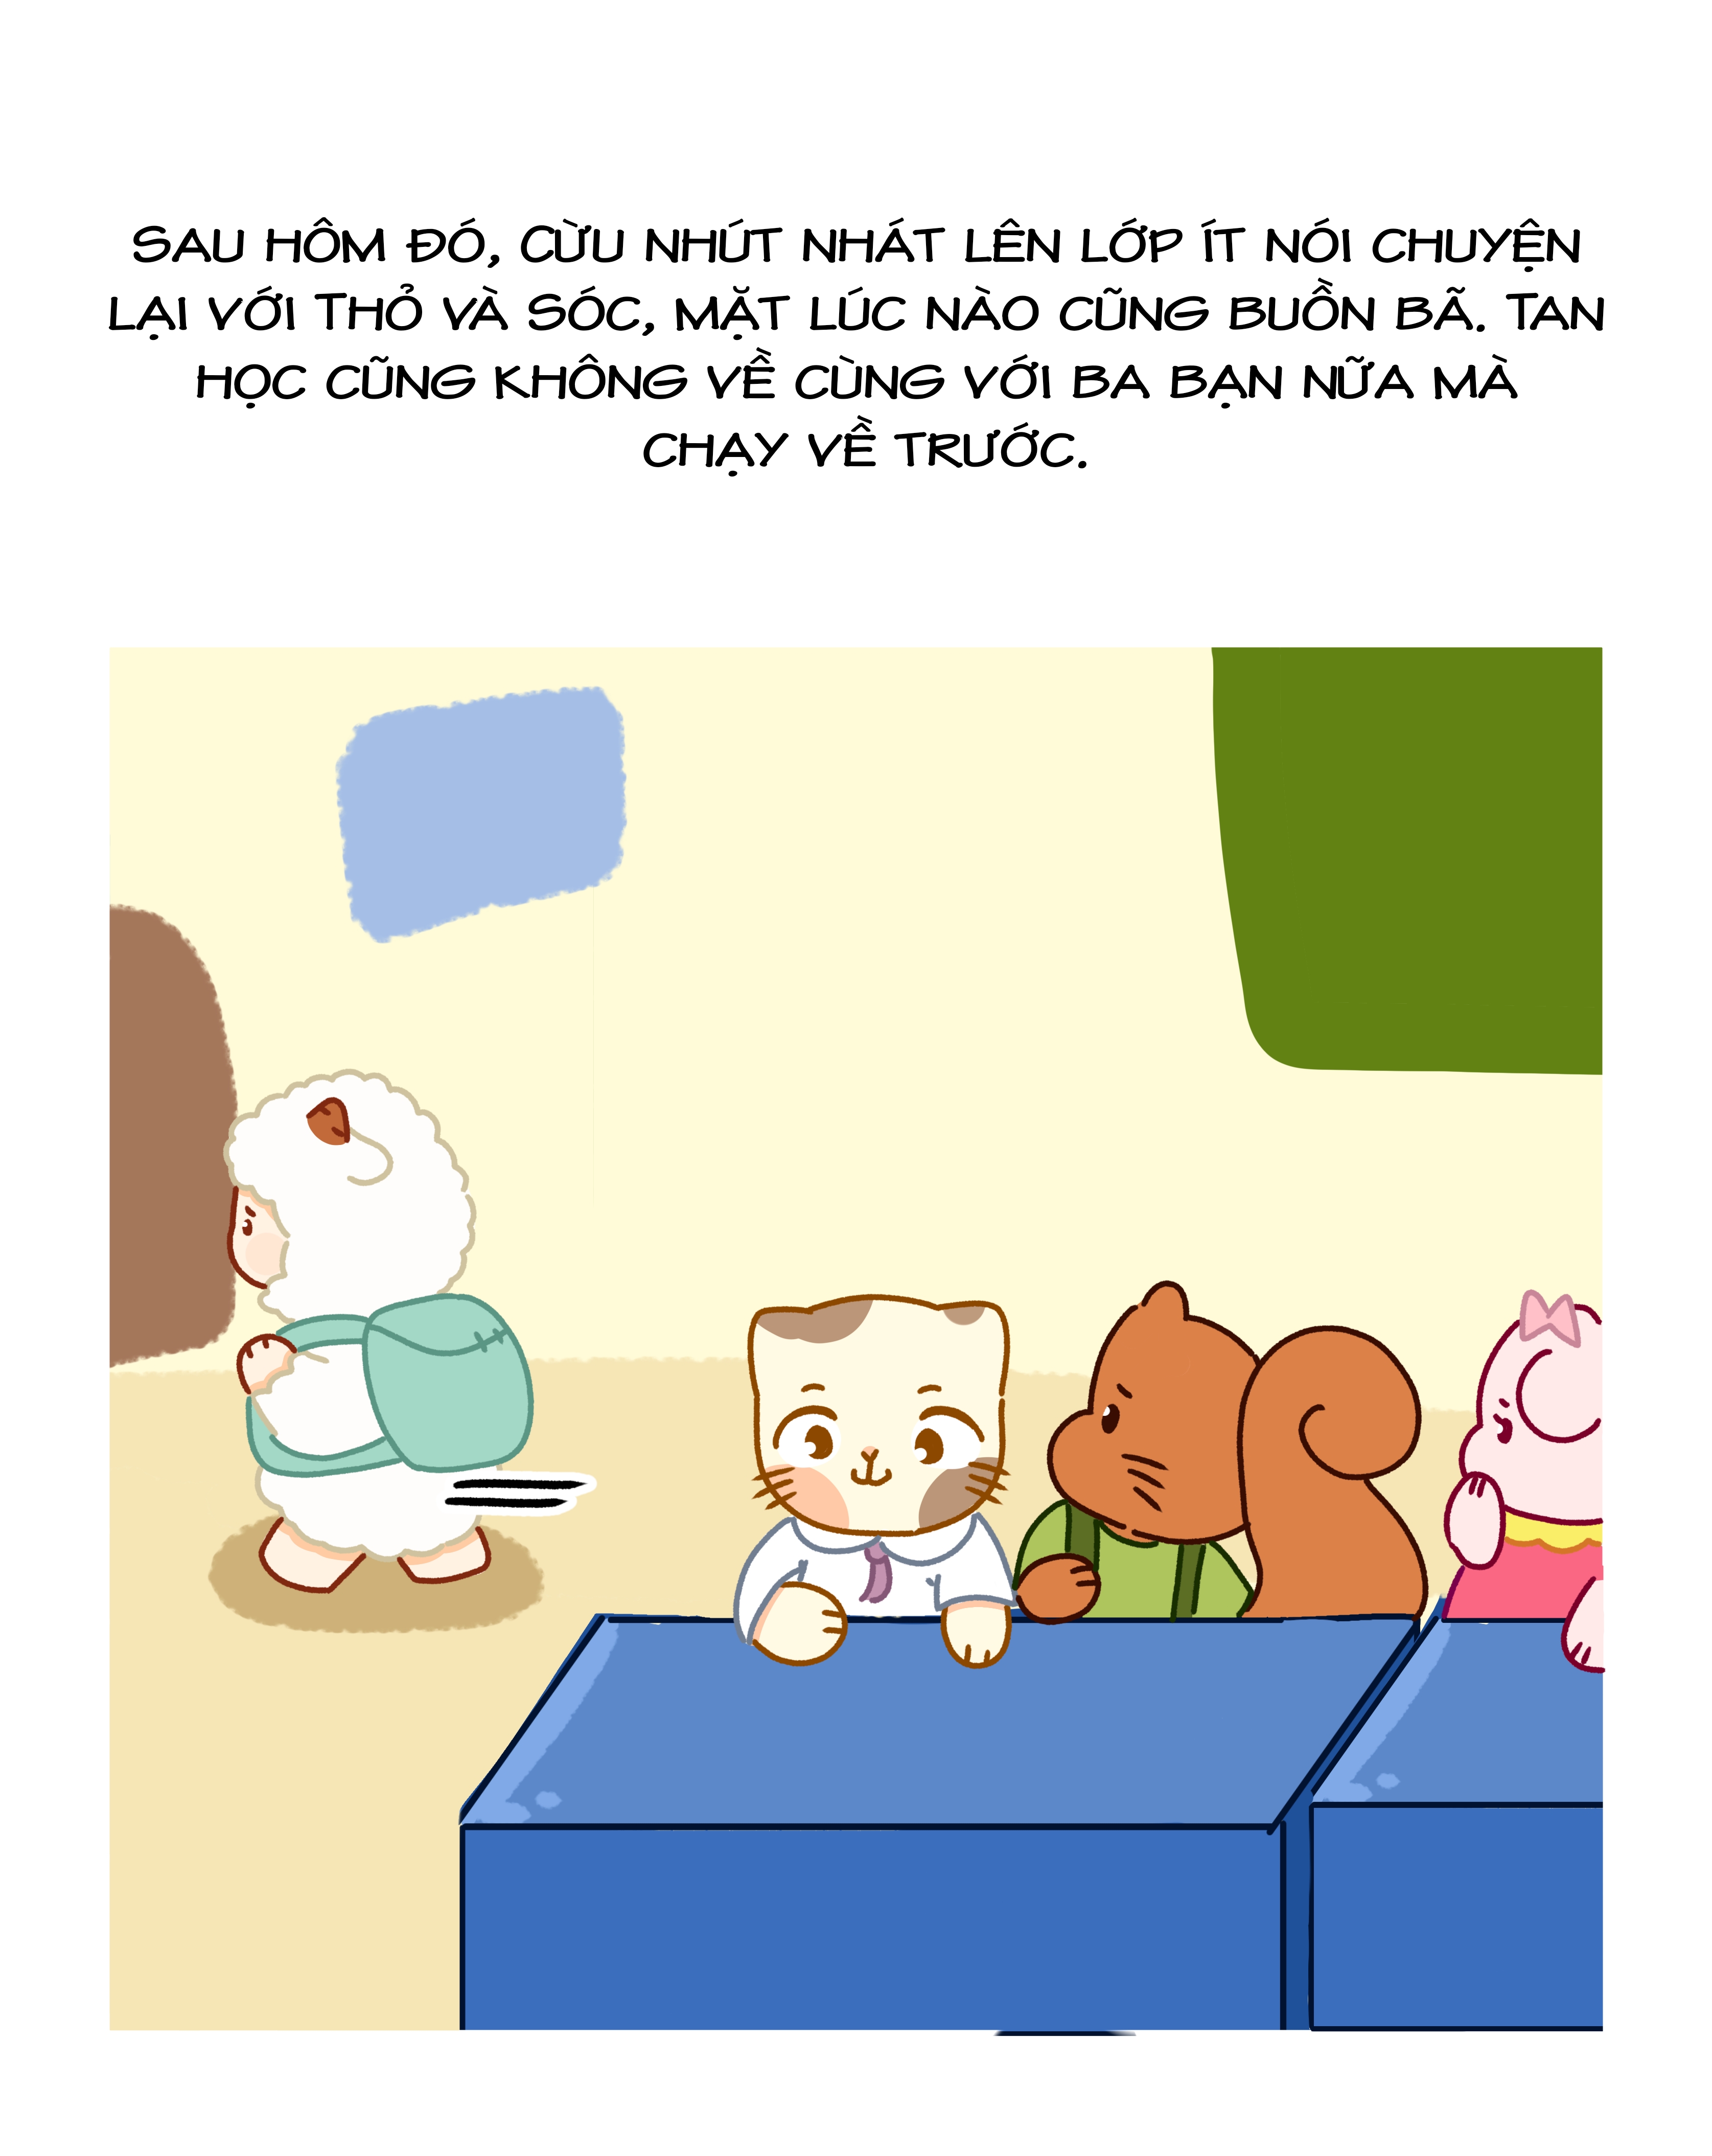 SAU HÔM ĐÓ, CỪU NHÚT NHÁT LÊN LỚP ÍT NÓI CHUYỆN
LẠI VỚI THỎ VÀ SÓC, MẶT LÚC NÀO CŨNG BUỒN BÃ. TAN
HỌC CŨNG KHÔNG VỀ CÙNG VỚI BA BẠN NỮA MÀ
CHẠY VỀ TRƯỚC.